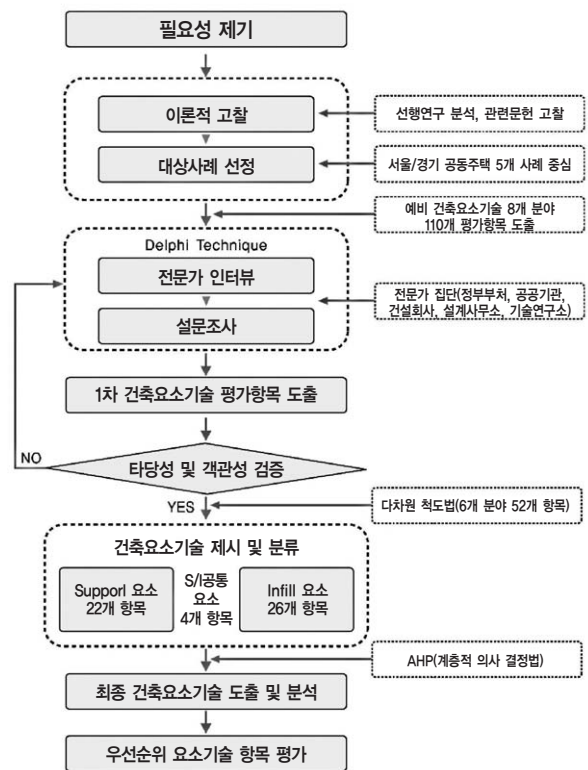 필요성 제기
이론적 고찰
선행연구 분석, 관련문헌 고찰
대상사례 선정
서울/경기 공동주택 5개 사례 중심
예비 건축요소기술 8개 분야
110개 평가항목 도출
Delphi Technique
전문가 인터뷰
설문조사
전문가 집단(정부부처, 공공기관,
건설회사, 설계사무소, 기술연구소)
1차 건축요소기술 평가항목 도출
NO
타당성 및 객관성 검증
YES
다차원 척도법(6개 분야 52개 항목)
건축요소기술 제시 및 분류
Supporl 요소
22개 항목
S/I공통
요소
4개 항목
Infill 요소
26개 항목
AHP(계층적 의사 결정법)
최종 건축요소기술 도출 및 분석
우선순위 요소기술 항목 평가